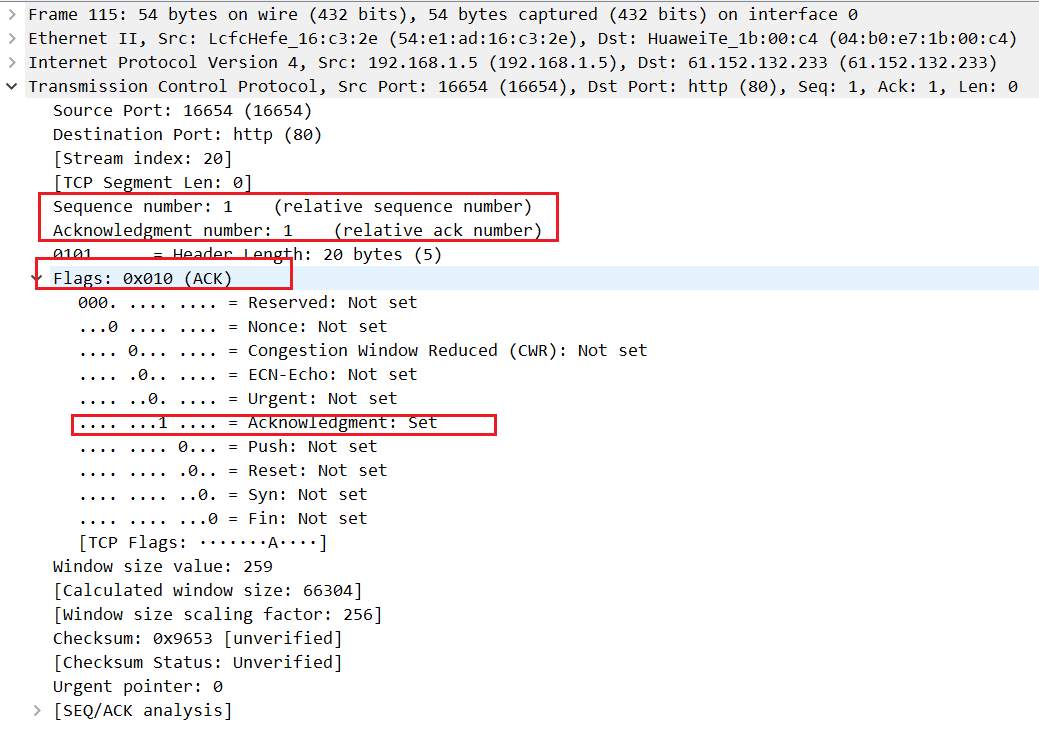 Frame 115: 54 bytes on wire (432 bits), 54 bytes captured (432 bits) on interface 0
Ethernet II, Src: LcfcHefe_16:c3:2e (54:e1:ad:16:c3:2e), Dst: HuaweiTe_1b:00:c4 (04:b0:e7:1b:00:c4)
Internet Protocol Version 4, Src: 192.168.1.5 (192.168.1.5), Dst: 61.152.132.233 (61.152.132.233)
Transmission Control Protocol, Src Port: 16654 (16654), Dst Port: http (80), Seq: 1, Ack: 1, Len: 0
Source Port: 16654 (16654)
Destination Port: http (80)
[Stream index: 20]
[TCP Segment Len: 0]
Sequence number: 1    (relative sequence number)
Acknowledgment number: 1    (relative ack number)
0101 .... = Header Length: 20 bytes (5)
Flags: 0x010 (ACK)
000. .... .... = Reserved: Not set
...0 .... .... = Nonce: Not set
.... 0... .... = Congestion Window Reduced (CWR): Not set
.... .0.. .... = ECN-Echo: Not set
.... ..0. .... = Urgent: Not set
.... ...1 .... = Acknowledgment: Set
.... .... 0... = Push: Not set
.... .... .0.. = Reset: Not set
.... .... ..0. = Syn: Not set
.... .... ...0 = Fin: Not set
[TCP Flags: ·······A····]
Window size value: 259
[Calculated window size: 66304]
[Window size scaling factor: 256]
Checksum: 0x9653 [unverified]
[Checksum Status: Unverified]
Urgent pointer: 0
[SEQ/ACK analysis]